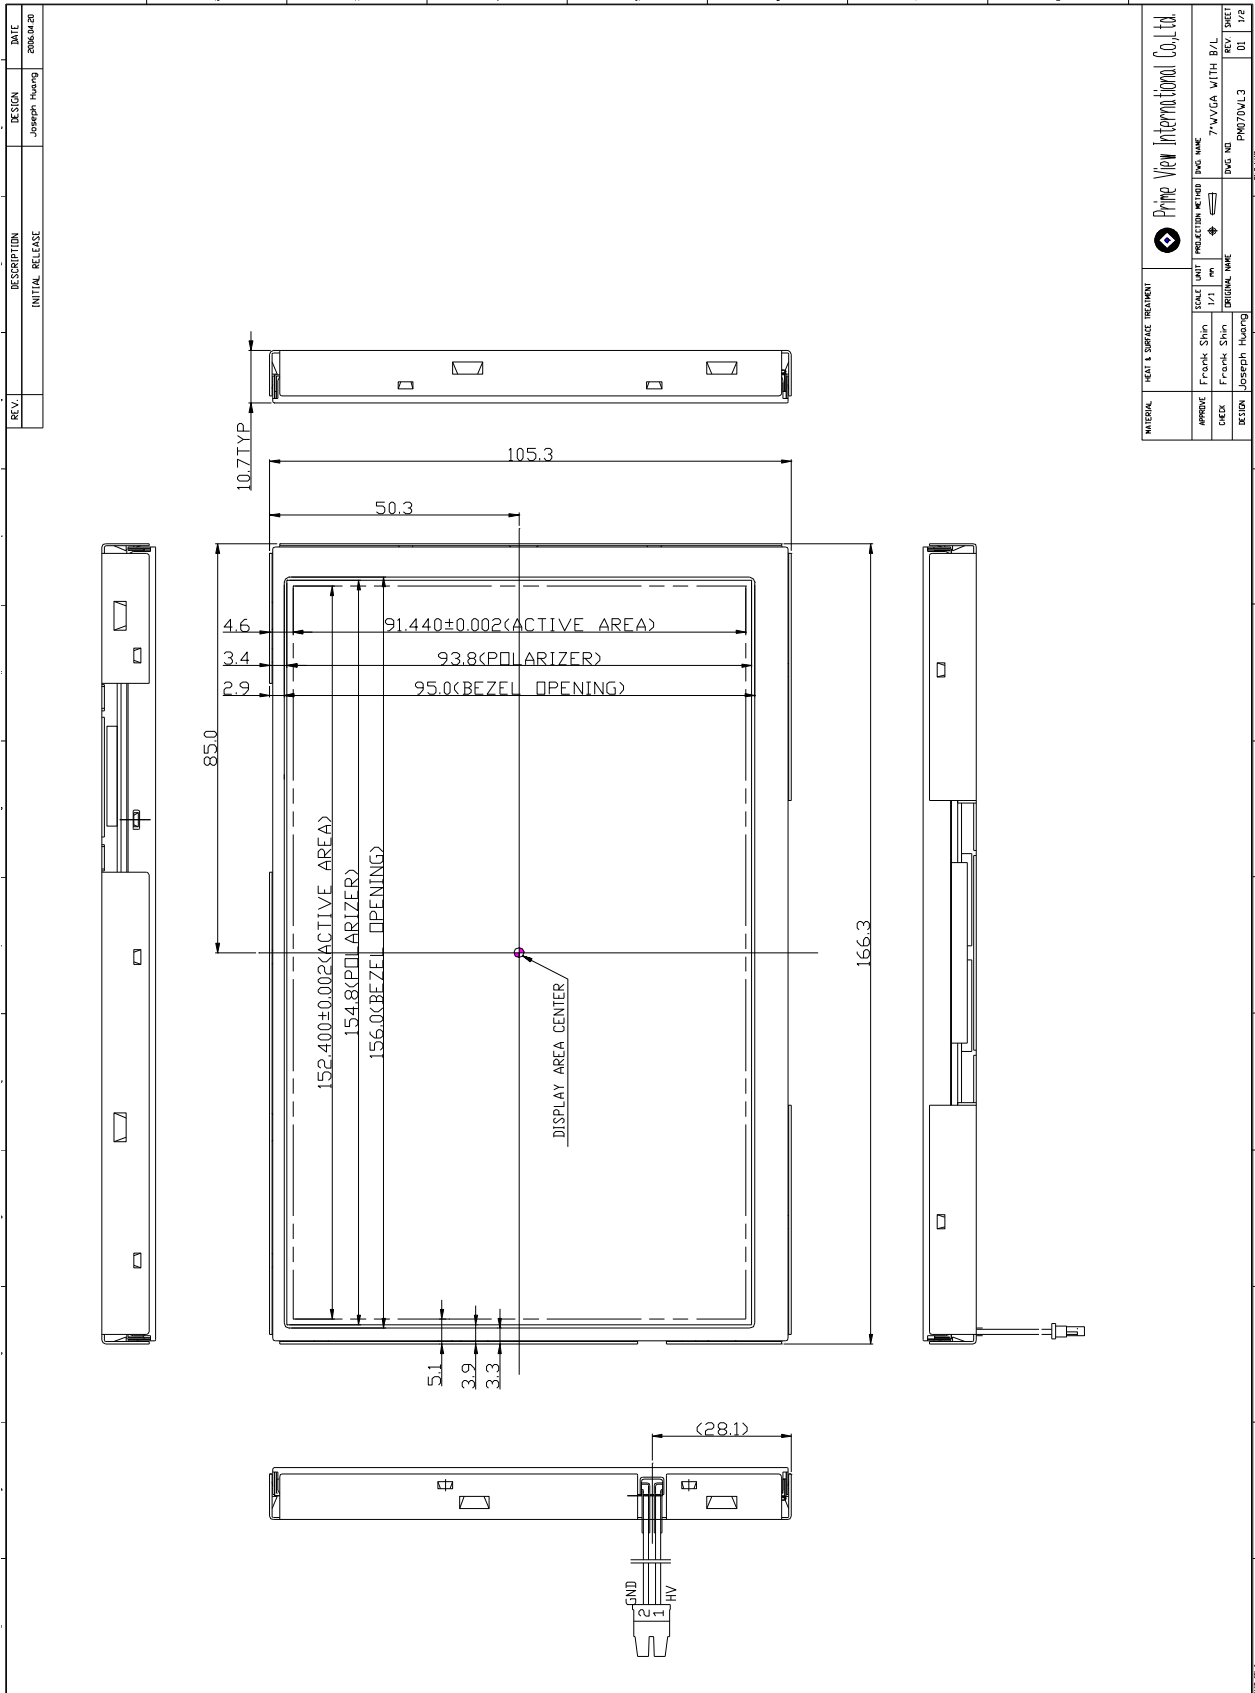 REV.
DESCRIPTION
DESIGN
DATE
INITIAL RELEASE
Joseph Huang
2006.04.20
MATERIAL
HEAT & SURFACE TREATMENT
Prime View International Co.,Ltd.
APPROVE
Frank Shin
SCALE
1/1
UNIT
mm
PROJECTION METHOD
DWG. NAME
7"WVGA WITH B/L
CHECK
Frank Shin
ORIGINAL NAME
DWG. NO.
PM070WL3
REV.
01
SHEET
1/2
DESIGN
Joseph Huang
10.7TYP
105.3
50.3
85.0
4.6
91.440±0.002(ACTIVE AREA)
3.4
93.8(POLARIZER)
2.9
95.0(BEZEL OPENING)
152.400±0.002(ACTIVE AREA)
154.8(POLARIZER)
156.0(BEZEL OPENING)
166.3
DISPLAY AREA CENTER
5.1
3.9
3.3
(28.1)
GND
HV
2
1